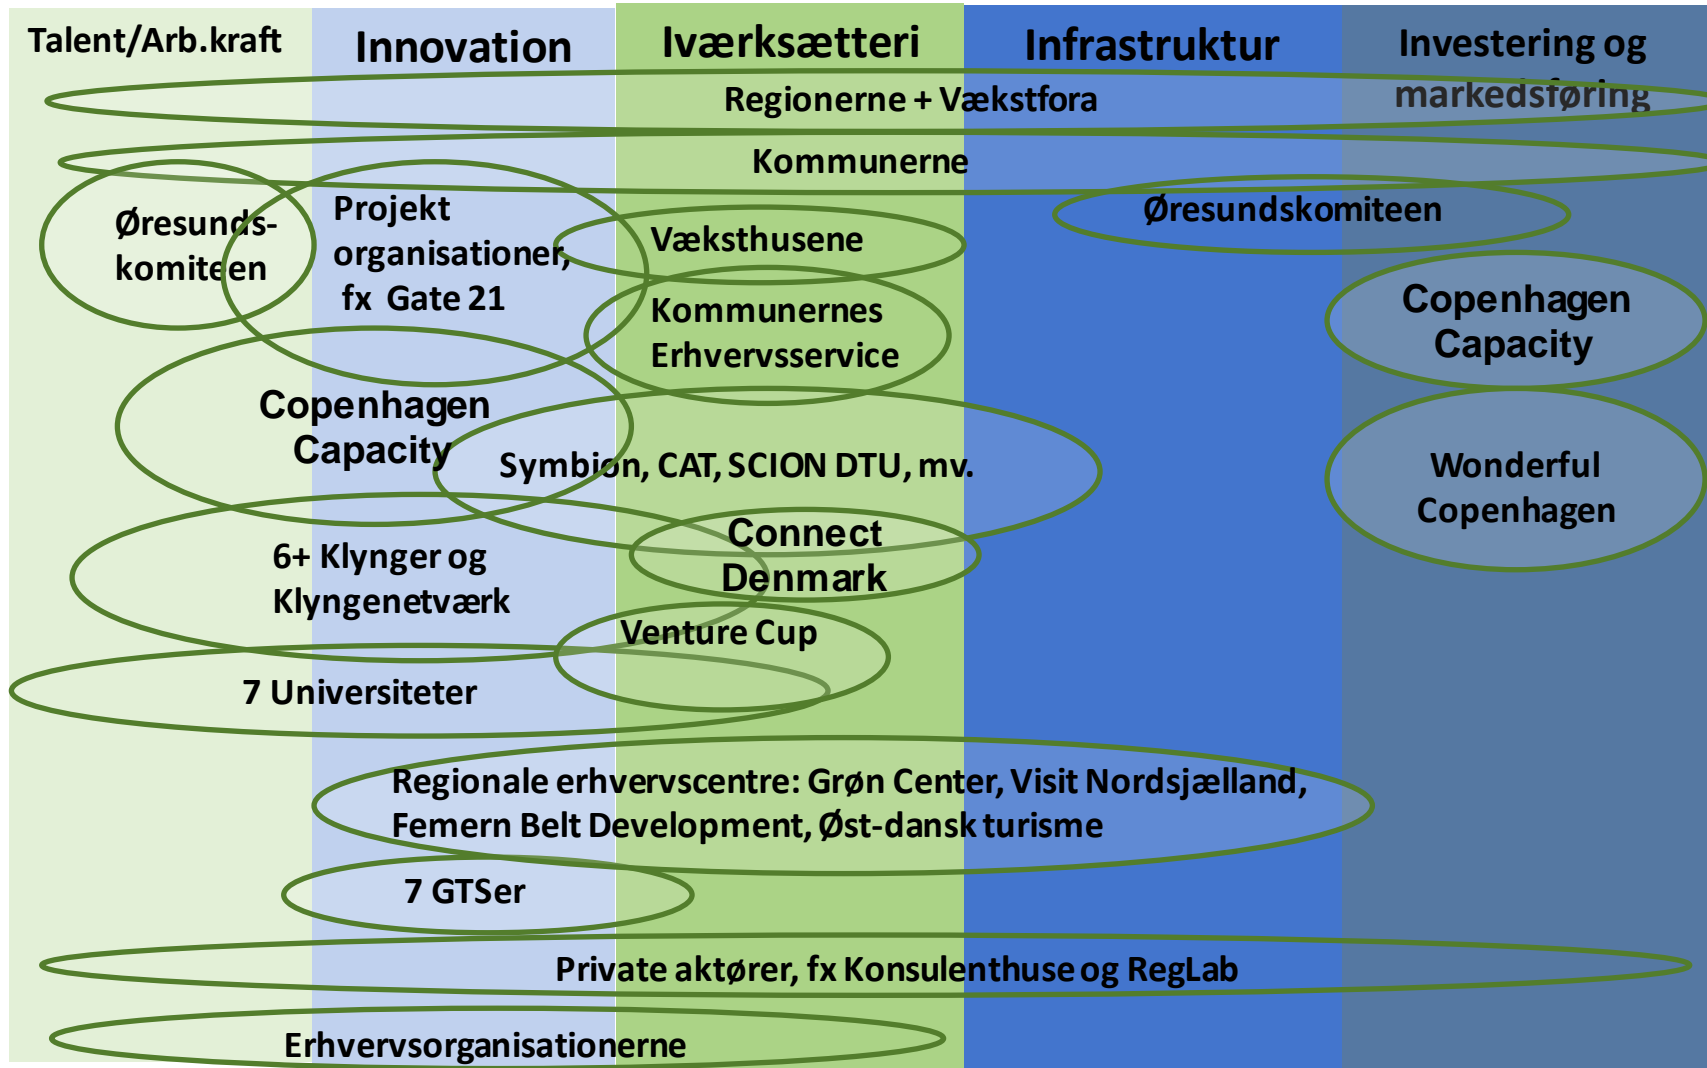 Talent/Arb.kraft
Innovation
Iværksætteri
Infrastruktur
Investering og
markedsføring
Regionerne + Vækstfora
Kommunerne
Øresunds-
komiteen
Projekt
organisationer,
fx Gate 21
Væksthusene
Øresundskomiteen
Kommunernes
Erhvervsservice
Copenhagen
Capacity
Copenhagen
Capacity
Symbion, CAT, SCION DTU, mv.
Wonderful
Copenhagen
Connect
Denmark
6+ Klynger og
Klyngenetværk
Venture Cup
7 Universiteter
Regionale erhvervscentre: Grøn Center, Visit Nordsjælland,
Femern Belt Development, Øst-dansk turisme
7 GTSer
Private aktører, fx Konsulenthuse og RegLab
Erhvervsorganisationerne